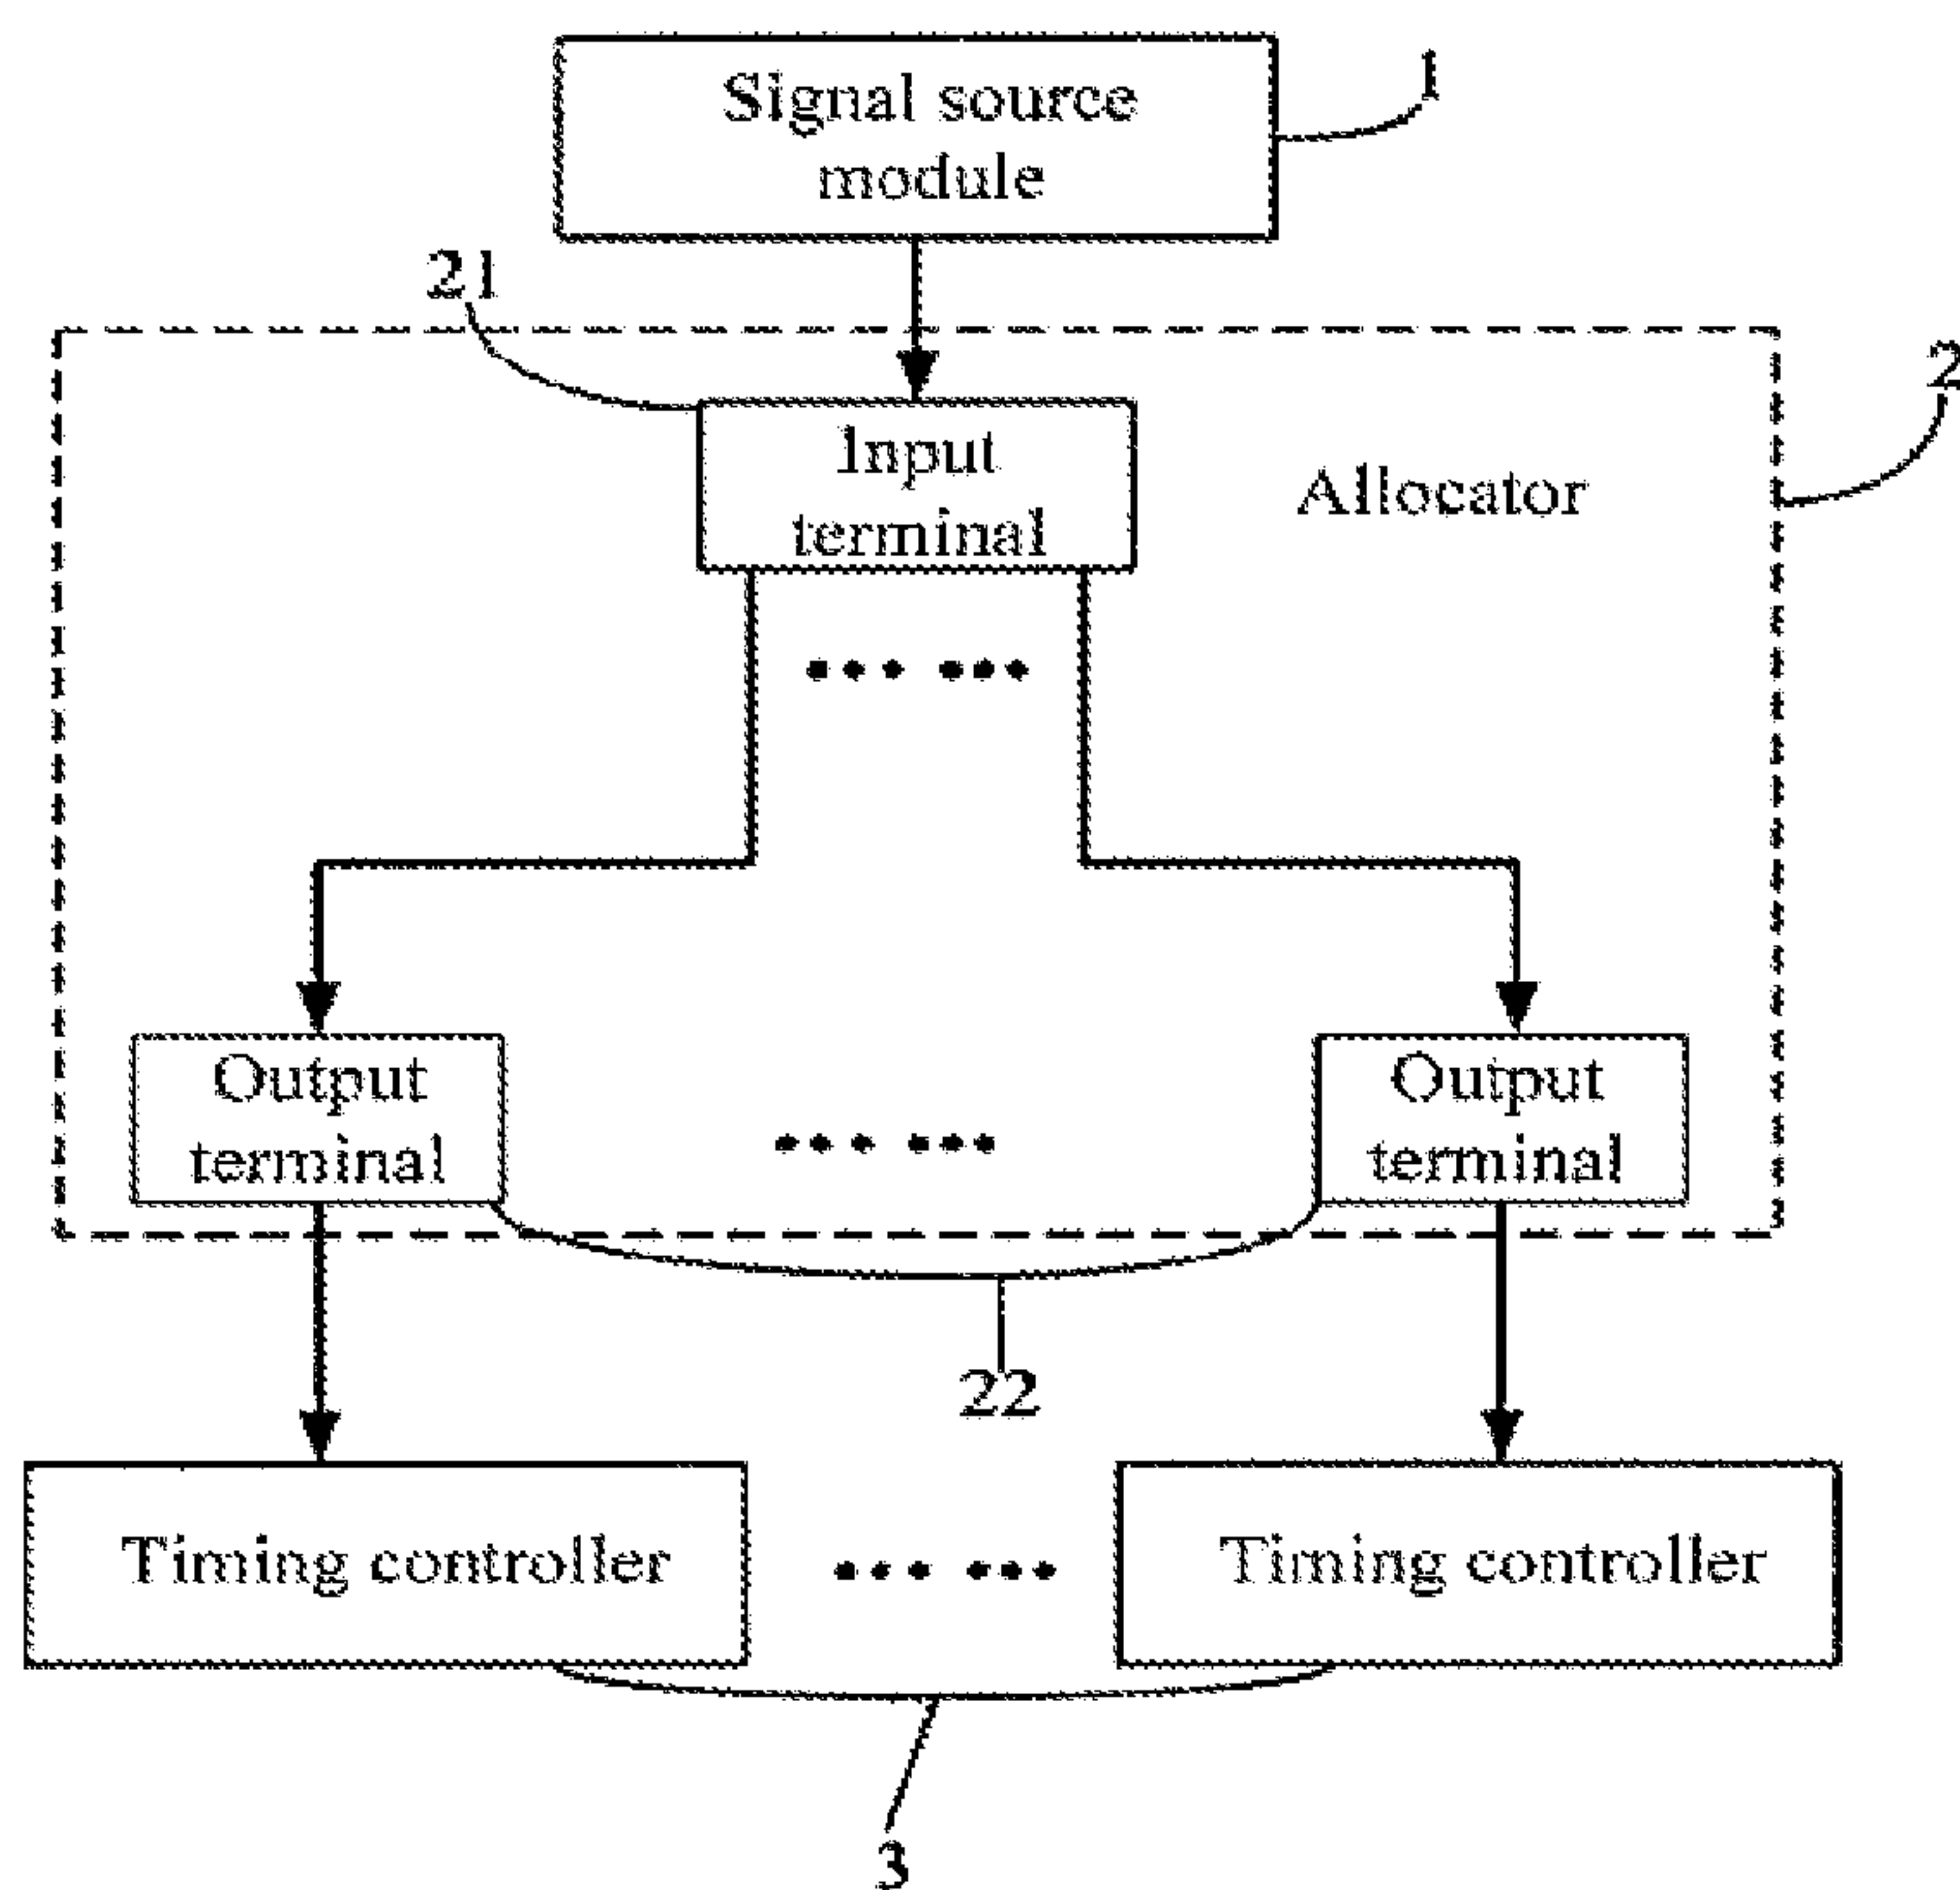 Signal source
module
1
21
2
Input
terminal
Allocator
... ...
Output
terminal
... ...
Output
terminal
22
Timing controller
... ...
Timing controller
3